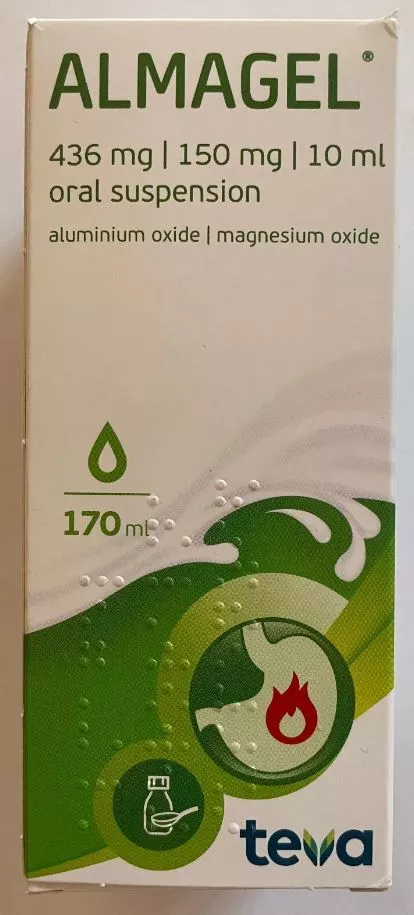 ALMAGEL®
436 mg | 150 mg | 10 ml
oral suspension
aluminium oxide | magnesium oxide
170 ml
teva